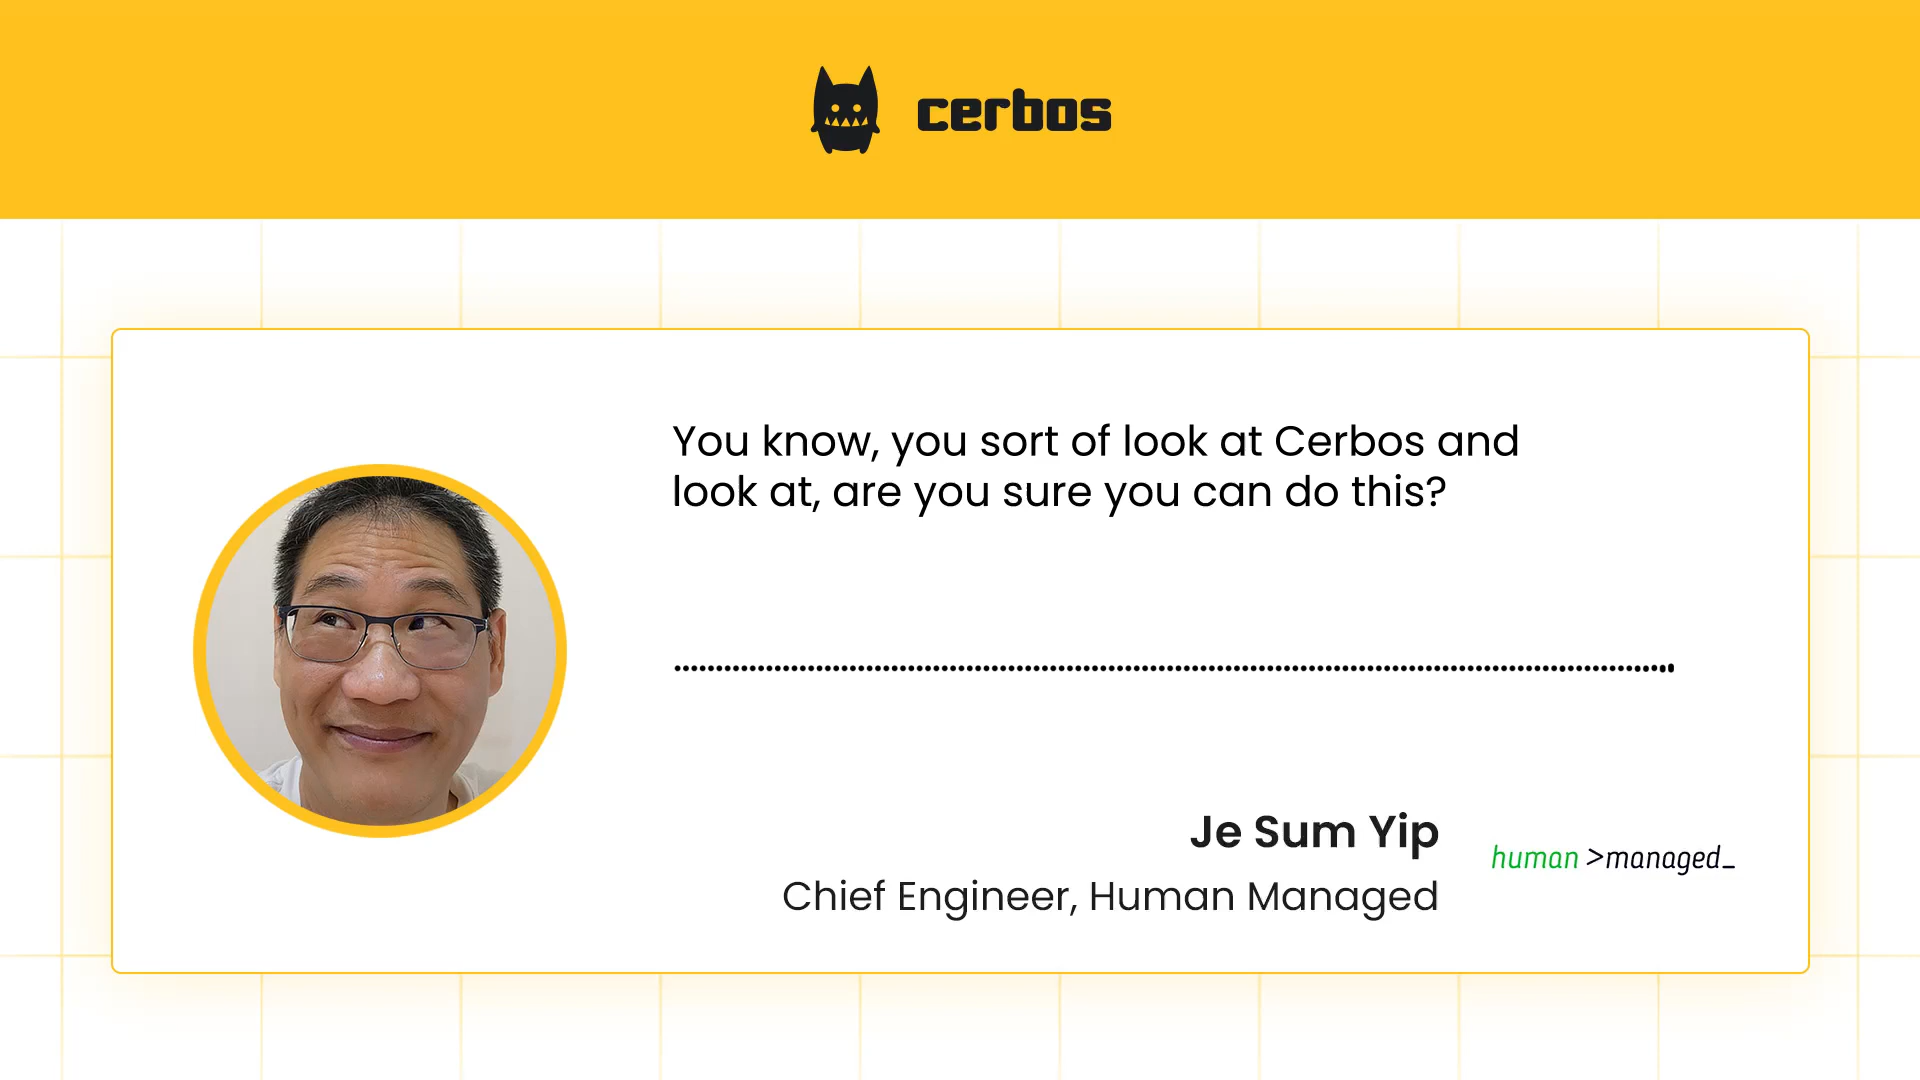 cerbos
You know, you sort of look at Cerbos and
look at, are you sure you can do this?
Je Sum Yip
Chief Engineer, Human Managed
human >managed_